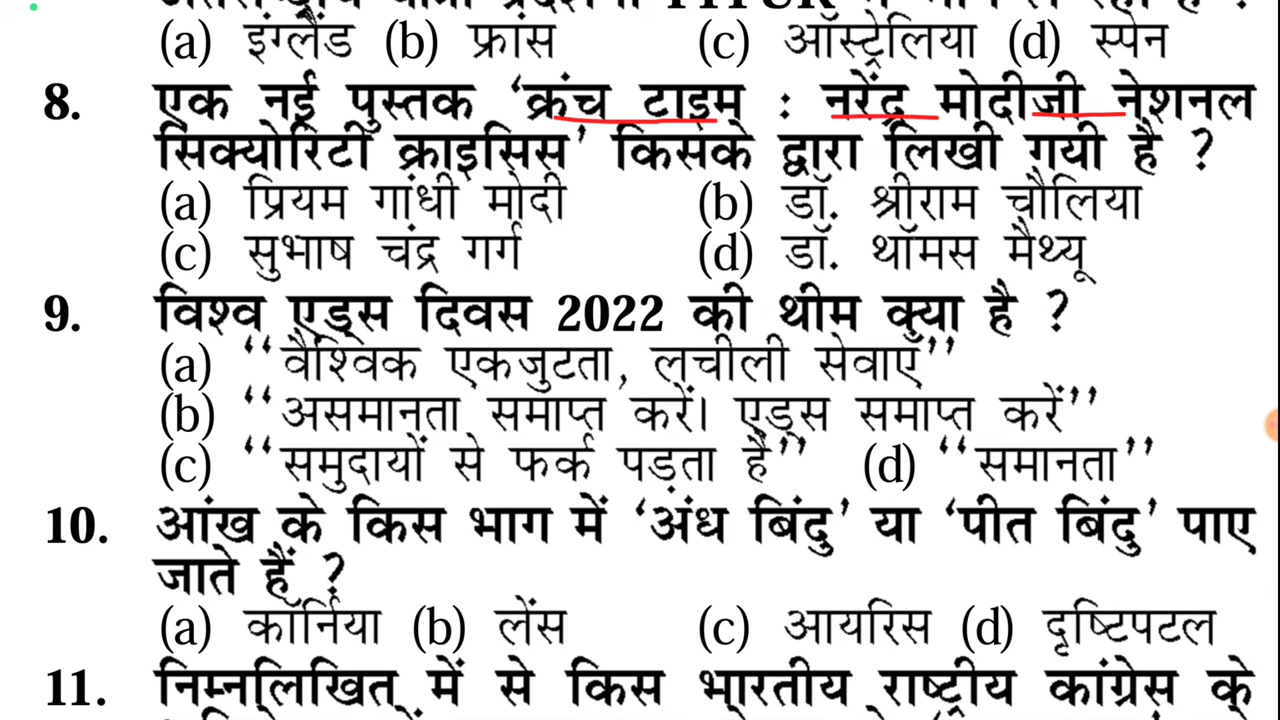 (a) इंग्लैंड (b) फ्रांस (c) ऑस्ट्रेलिया (d) स्पेन
8. एक नई पुस्तक ‘क्रंच टाइम : नरेंद्र मोदीजी नेशनल
सिक्योरिटी क्राइसिस’ किसके द्वारा लिखी गयी है ?
(a) प्रियम गांधी मोदी (b) डॉ. श्रीराम चौलिया
(c) सुभाष चंद्र गर्ग (d) डॉ. थॉमस मैथ्यू
9. विश्व एड्स दिवस 2022 की थीम क्या है ?
(a) ‘‘वैश्विक एकजुटता, लचीली सेवाएँ’’
(b) ‘‘असमानता समाप्त करें। एड्स समाप्त करें’’
(c) ‘‘समुदायों से फर्क पड़ता है’’ (d) ‘‘समानता’’
10. आंख के किस भाग में ‘अंध बिंदु’ या ‘पीत बिंदु’ पाए
जाते हैं ?
(a) कॉर्निया (b) लेंस (c) आयरिस (d) दृष्टिपटल
11. निम्नलिखित में से किस भारतीय राष्ट्रीय कांग्रेस के